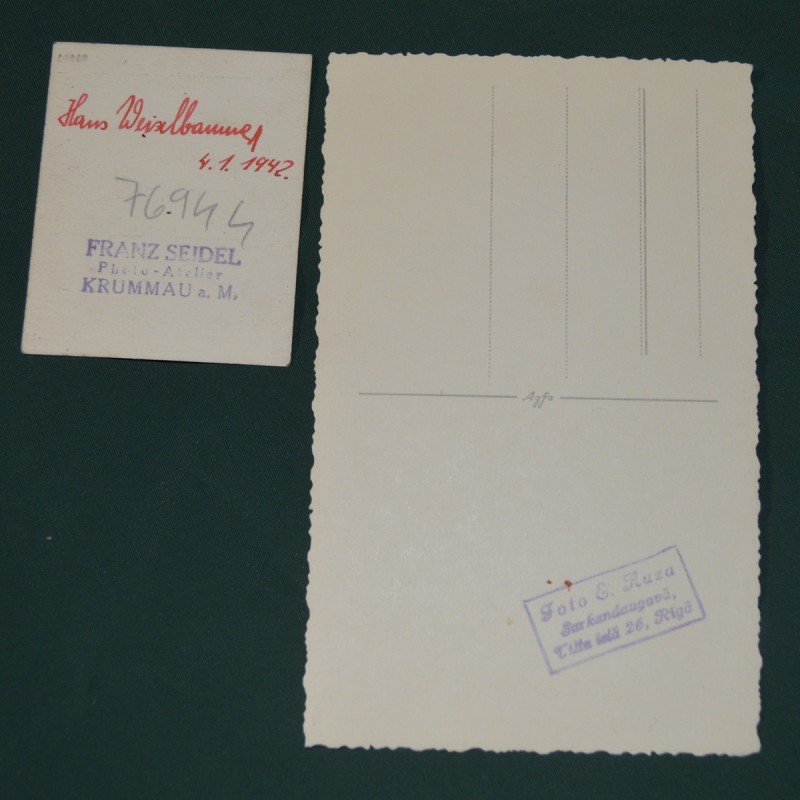 Hans Weixlbaumer
4.1.1942.
76944
FRANZ SEIDEL
Photo-Atelier
KRUMMAU a. M.
Agfa
Foto E. Auza
Sarkandaugavā,
Tilta ielā 26, Rīgā